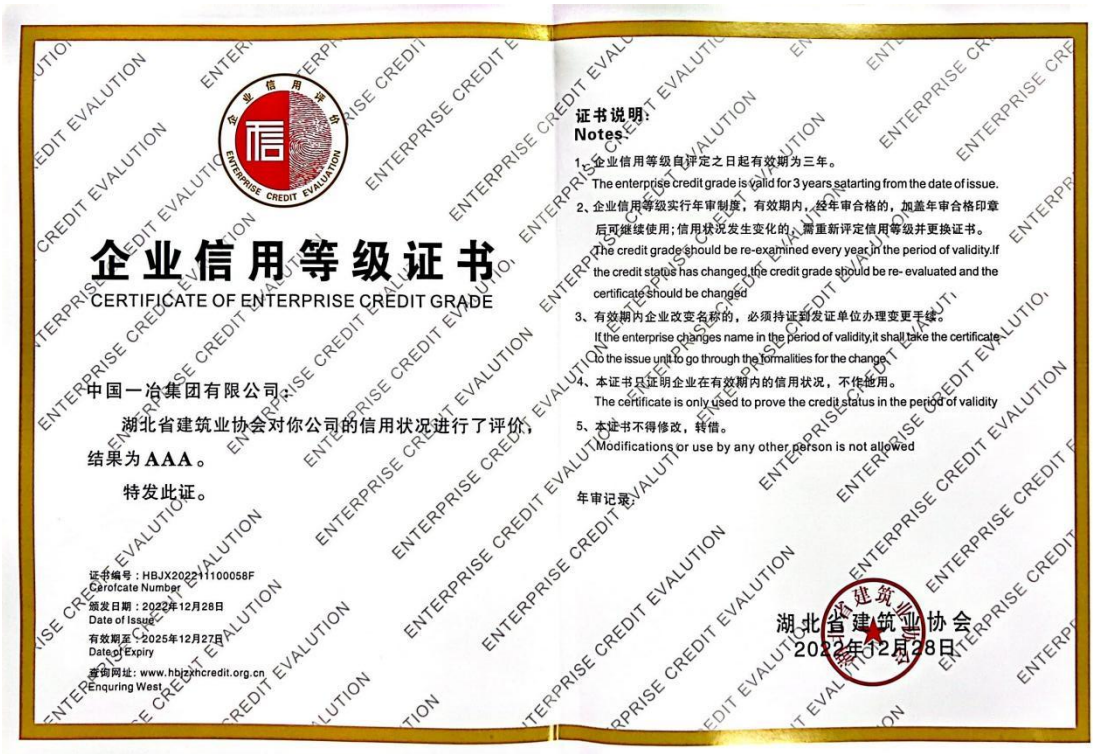 企业信用评价
ENTERPRISE CREDIT EVALUATION
信
企业信用等级证书
CERTIFICATE OF ENTERPRISE CREDIT GRADE
中国一冶集团有限公司：
湖北省建筑业协会对你公司的信用状况进行了评价，
结果为AAA。
特发此证。
证书编号：HBJX202211100058F
Cerofcate Number
颁发日期：2022年12月28日
Date of Issue
有效期至：2025年12月27日
Date of Expiry
查询网址：www.hbjzxhcredit.org.cn
Enquring West
证书说明：
Notes:
1、企业信用等级自评定之日起有效期为三年。
The enterprise credit grade is valid for 3 years satarting from the date of issue.
2、企业信用等级实行年审制度，有效期内，经年审合格的，加盖年审合格印章
后可继续使用；信用状况发生变化的，需重新评定信用等级并更换证书。
The credit grade should be re-examined every year in the period of validity.If
the credit status has changed,the credit grade should be re- evaluated and the
certificate should be changed
3、有效期内企业改变名称的，必须持证到发证单位办理变更手续。
If the enterprise changes name in the period of validity,it shall take the certificate
to the issue unit to go through the formalities for the change.
4、本证书只证明企业在有效期内的信用状况，不作他用。
The certificate is only used to prove the credit status in the period of validity
5、本证书不得修改，转借。
Modifications or use by any other person is not allowed
年审记录：
湖北省建筑业协会
2022年12月28日
湖北省建筑业协会
ENTERPRISE CREDIT EVALUTION